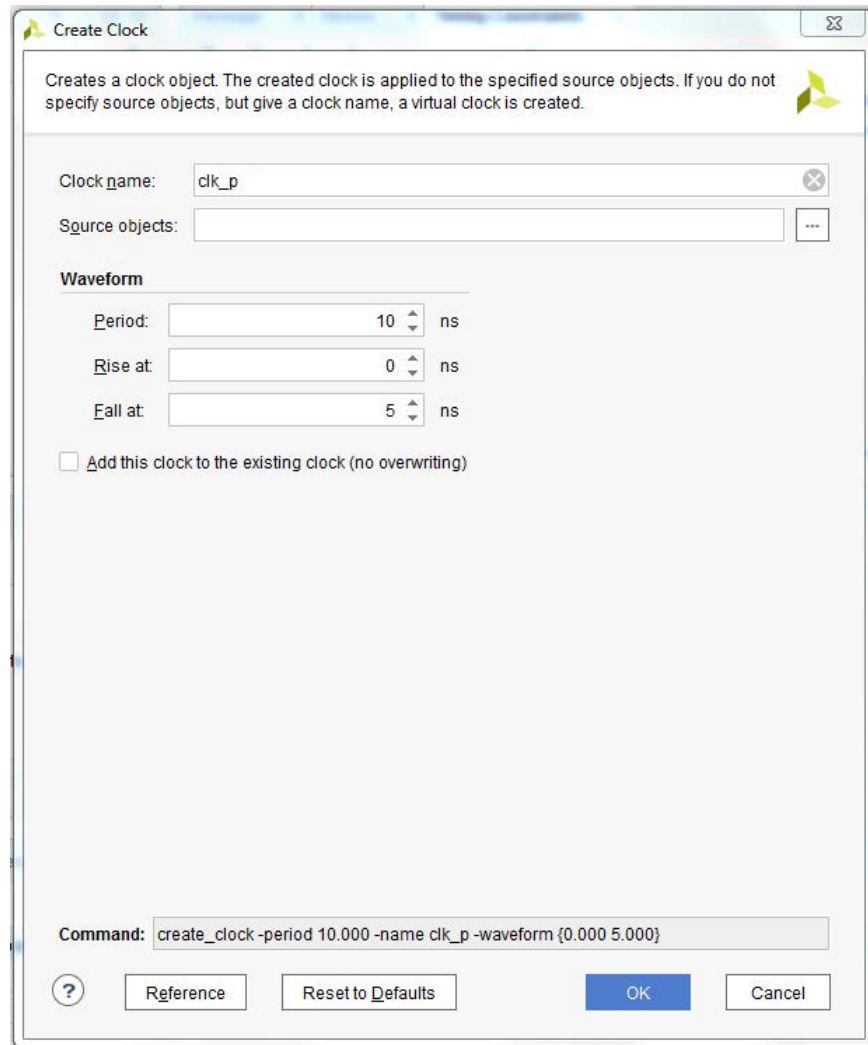 Create Clock
Creates a clock object. The created clock is applied to the specified source objects. If you do not
specify source objects, but give a clock name, a virtual clock is created.
Clock name: clk_p
Source objects: ...
Waveform
Period: 10 ns
Rise at: 0 ns
Fall at: 5 ns
Add this clock to the existing clock (no overwriting)
Command: create_clock -period 10.000 -name clk_p -waveform {0.000 5.000}
? Reference Reset to Defaults OK Cancel